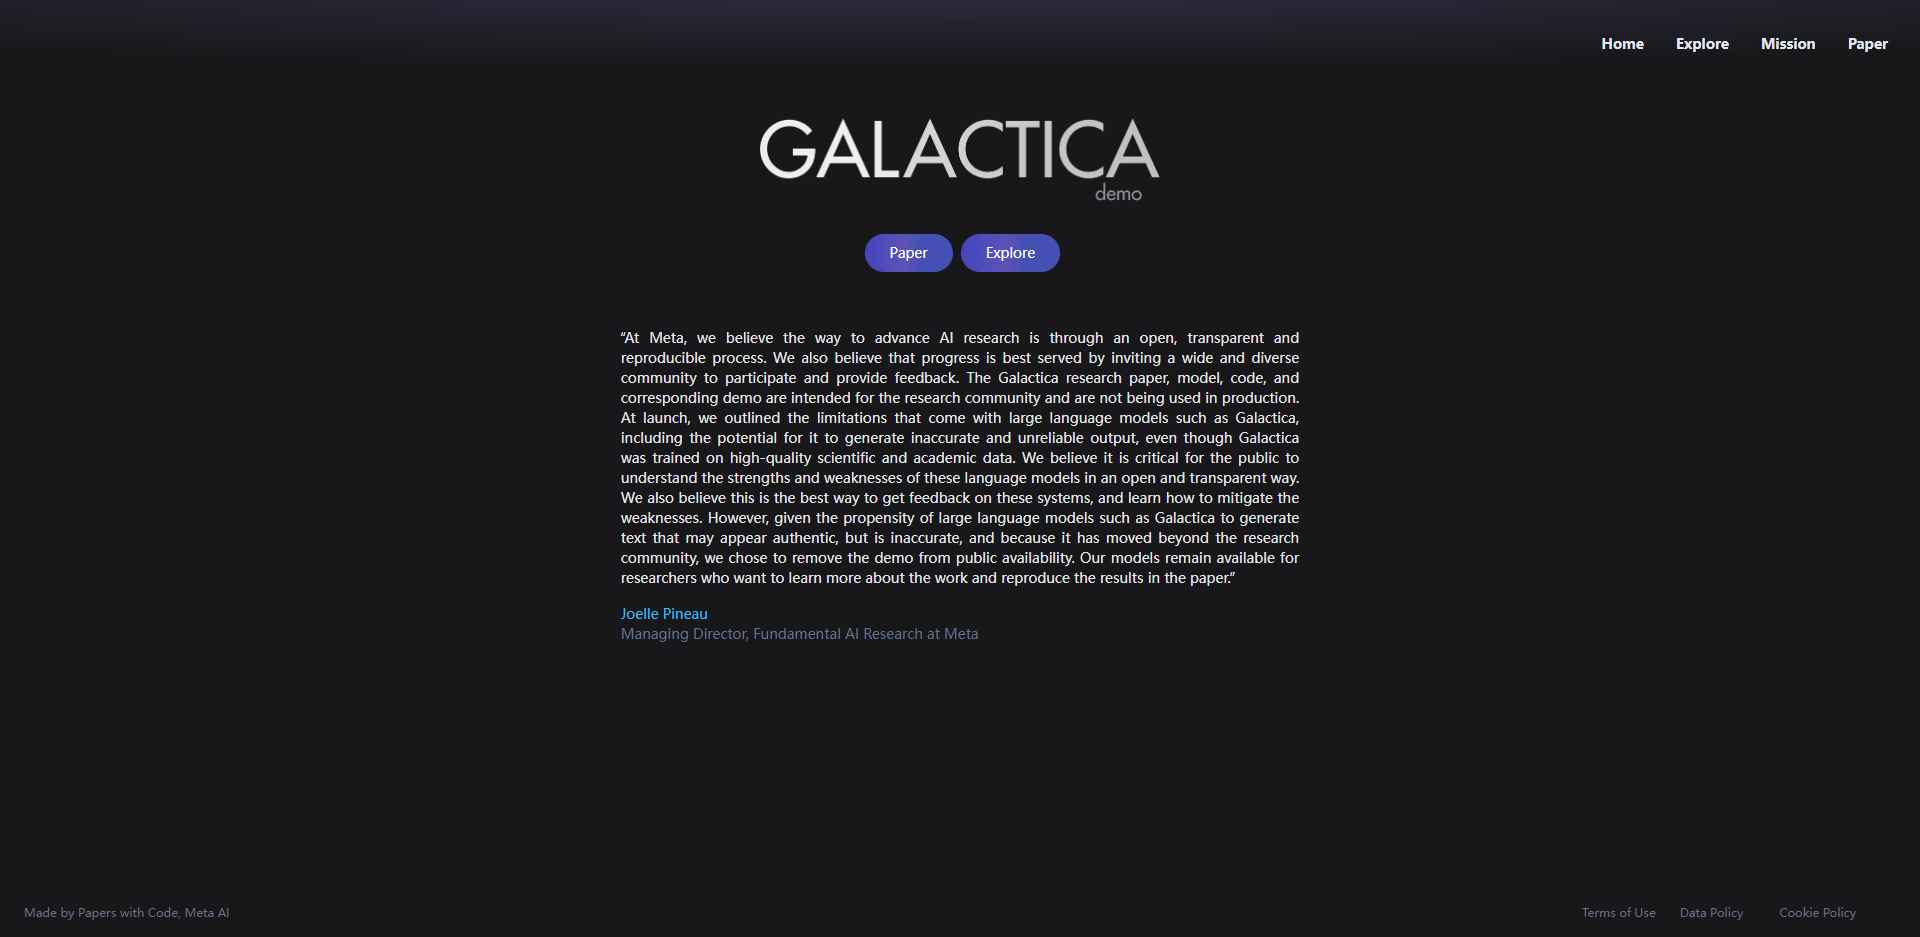 Home Explore Mission Paper
GALACTICA
demo
Paper Explore
“At Meta, we believe the way to advance AI research is through an open, transparent and
reproducible process. We also believe that progress is best served by inviting a wide and diverse
community to participate and provide feedback. The Galactica research paper, model, code, and
corresponding demo are intended for the research community and are not being used in production.
At launch, we outlined the limitations that come with large language models such as Galactica,
including the potential for it to generate inaccurate and unreliable output, even though Galactica
was trained on high-quality scientific and academic data. We believe it is critical for the public to
understand the strengths and weaknesses of these language models in an open and transparent way.
We also believe this is the best way to get feedback on these systems, and learn how to mitigate the
weaknesses. However, given the propensity of large language models such as Galactica to generate
text that may appear authentic, but is inaccurate, and because it has moved beyond the research
community, we chose to remove the demo from public availability. Our models remain available for
researchers who want to learn more about the work and reproduce the results in the paper.”
Joelle Pineau
Managing Director, Fundamental AI Research at Meta
Made by Papers with Code, Meta AI
Terms of Use Data Policy Cookie Policy